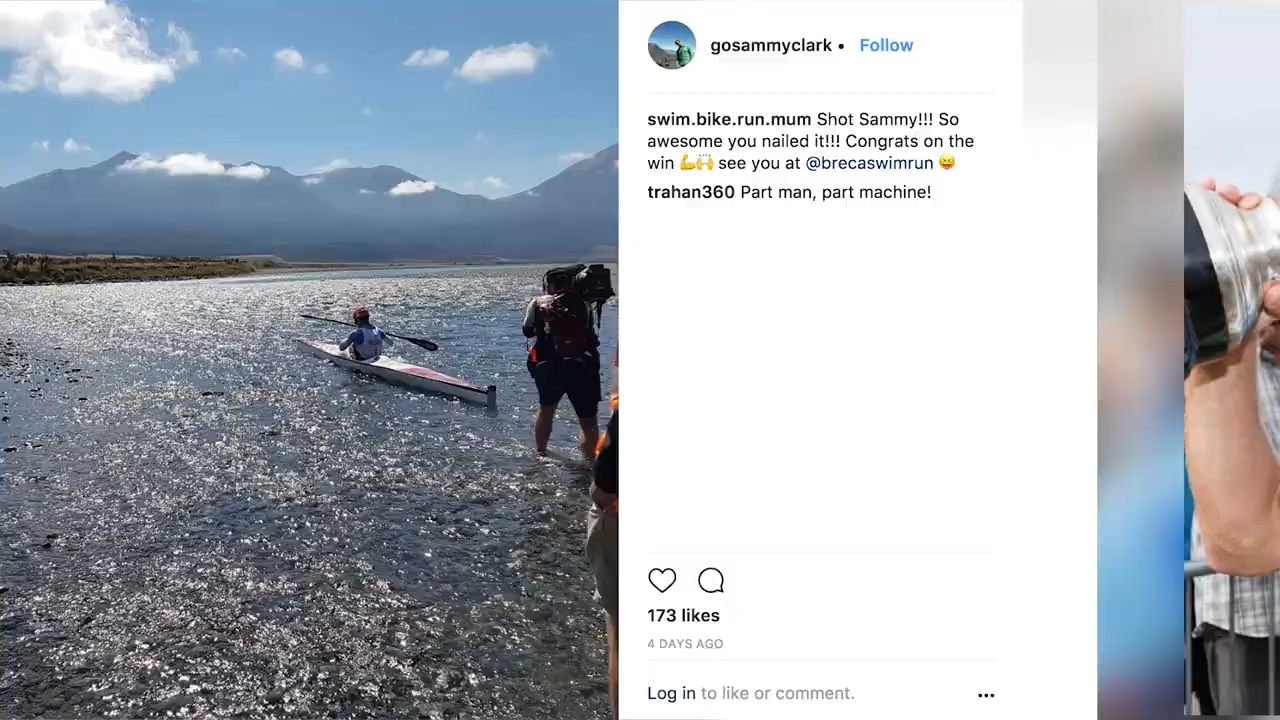 gosammyclark • Follow
swim.bike.run.mum Shot Sammy!!! So
awesome you nailed it!!! Congrats on the
win 💪🙌 see you at @brecaswimrun 😝
trahan360 Part man, part machine!
173 likes
4 DAYS AGO
Log in to like or comment.